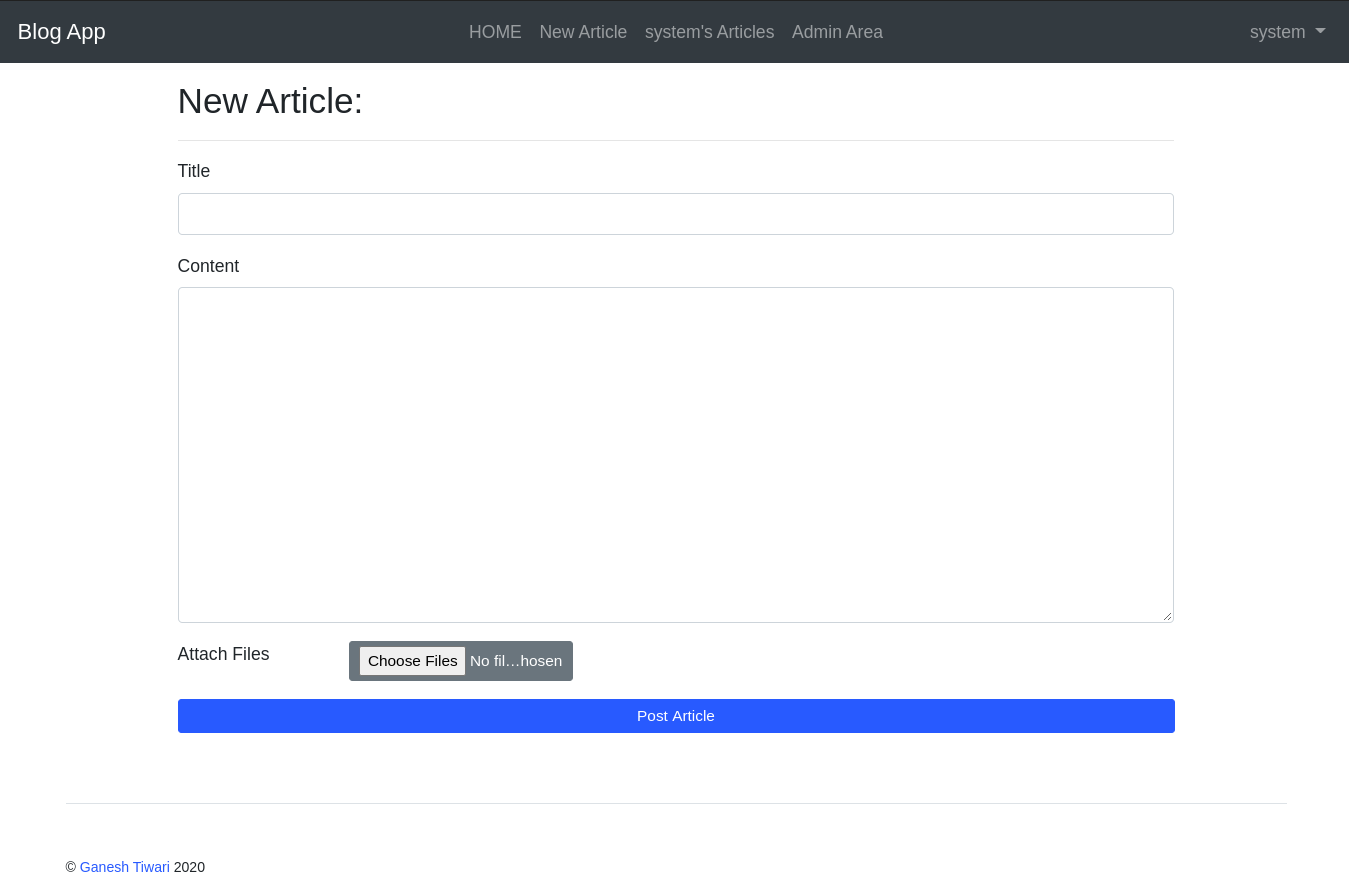 Blog App HOME New Article system's Articles Admin Area system
New Article:
Title
Content
Attach Files Choose Files No fil…hosen
Post Article
© Ganesh Tiwari 2020